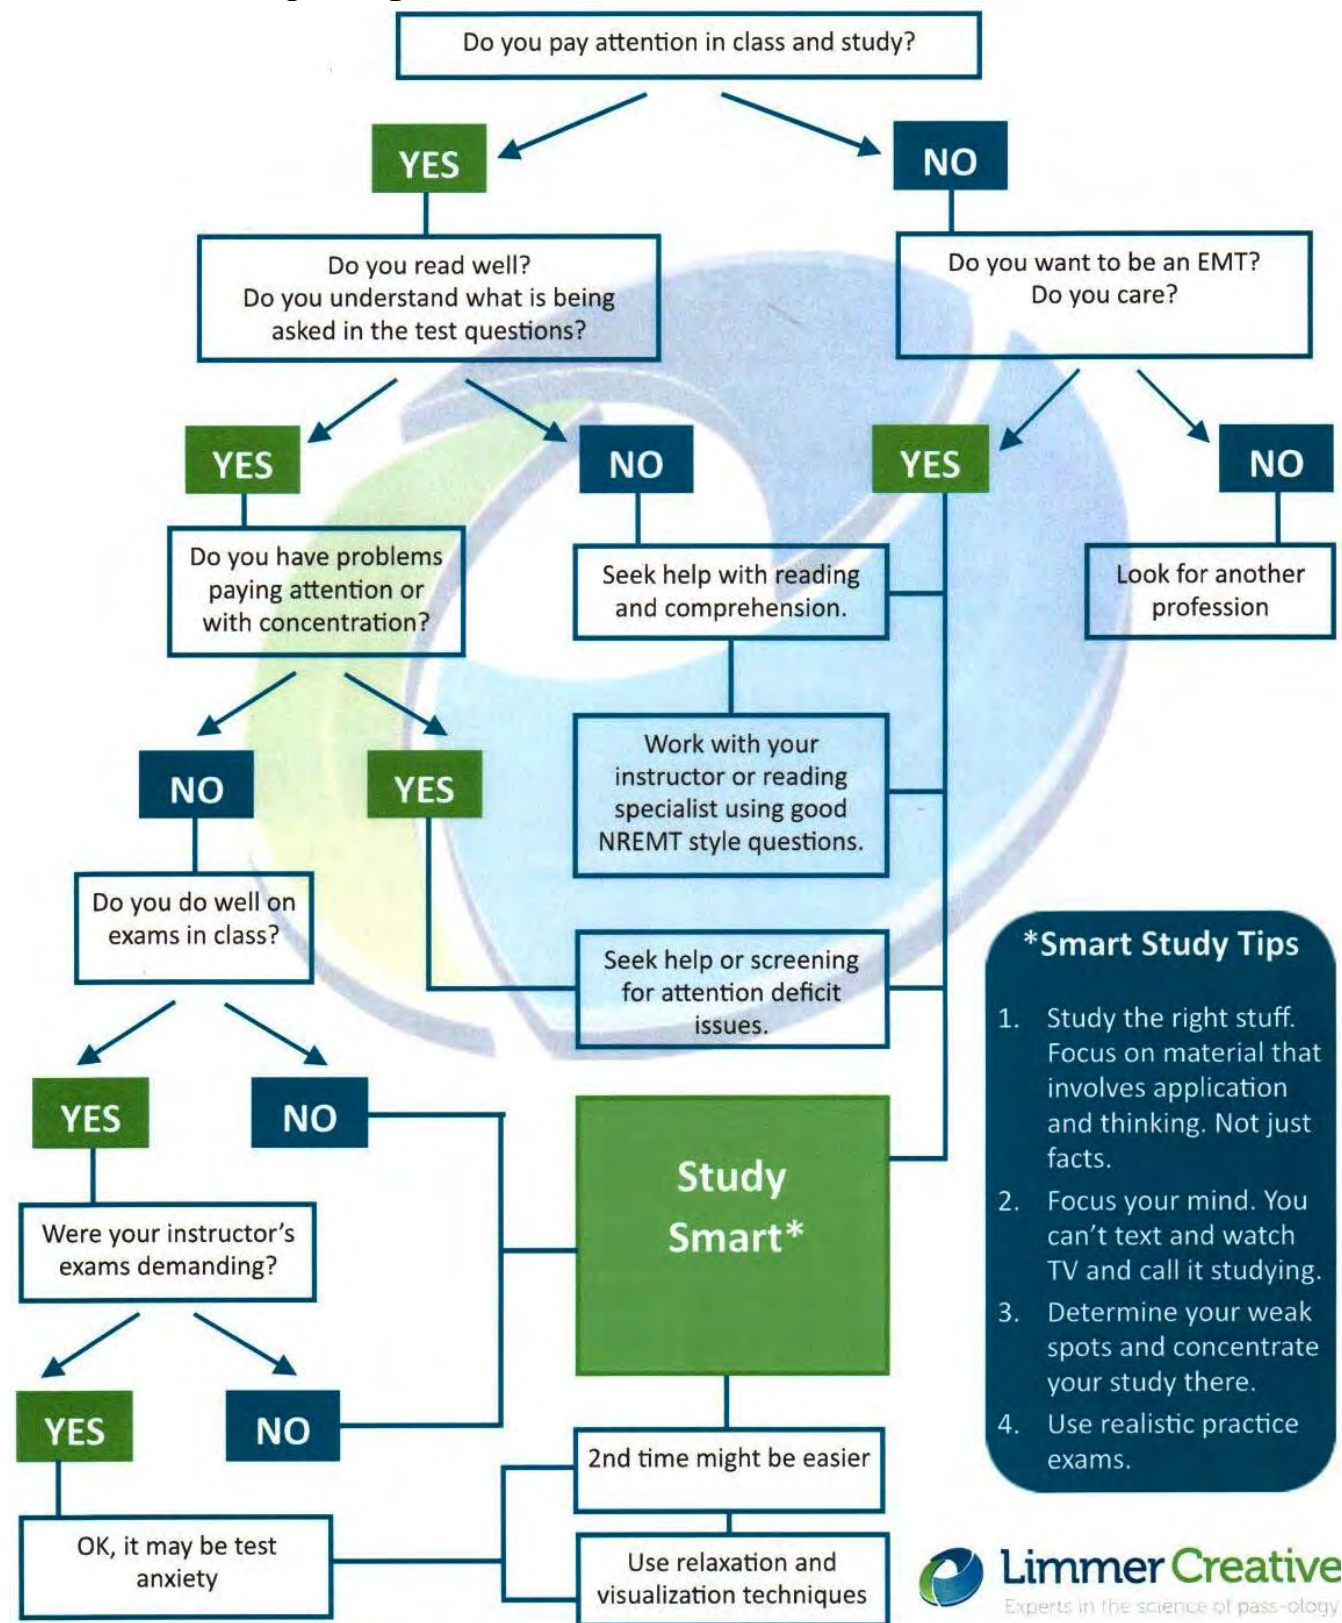 Do you pay attention in class and study?
YES
NO
Do you read well?
Do you understand what is being
asked in the test questions?
Do you want to be an EMT?
Do you care?
YES
NO
YES
NO
Do you have problems
paying attention or
with concentration?
Seek help with reading
and comprehension.
Look for another
profession
NO
YES
Work with your
instructor or reading
specialist using good
NREMT style questions.
Do you do well on
exams in class?
Seek help or screening
for attention deficit
issues.
YES
NO
Study
Smart*
Were your instructor's
exams demanding?
YES
NO
2nd time might be easier
OK, it may be test
anxiety
Use relaxation and
visualization techniques
*Smart Study Tips
1. Study the right stuff.
Focus on material that
involves application
and thinking. Not just
facts.
2. Focus your mind. You
can't text and watch
TV and call it studying.
3. Determine your weak
spots and concentrate
your study there.
4. Use realistic practice
exams.
Limmer Creative
Experts in the science of pass-ology